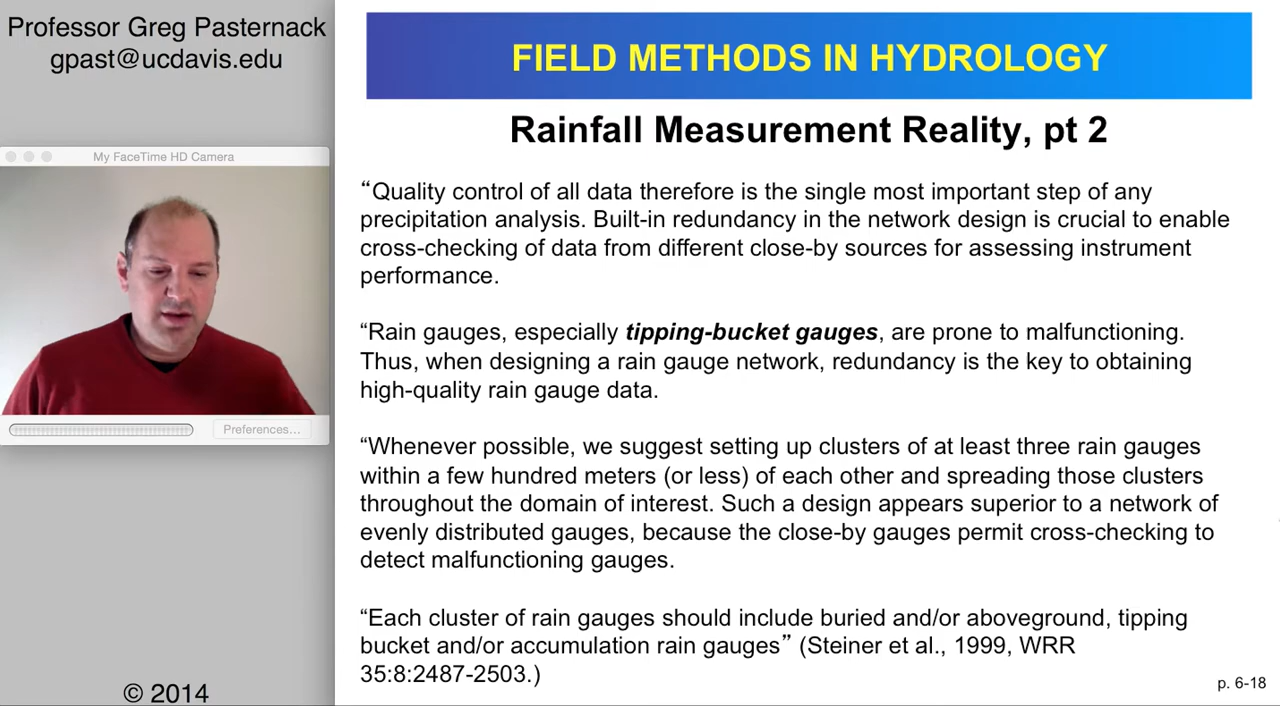 Professor Greg Pasternack
gpast@ucdavis.edu
My FaceTime HD Camera
Preferences...
© 2014
FIELD METHODS IN HYDROLOGY
Rainfall Measurement Reality, pt 2
“Quality control of all data therefore is the single most important step of any
precipitation analysis. Built-in redundancy in the network design is crucial to enable
cross-checking of data from different close-by sources for assessing instrument
performance.
“Rain gauges, especially tipping-bucket gauges, are prone to malfunctioning.
Thus, when designing a rain gauge network, redundancy is the key to obtaining
high-quality rain gauge data.
“Whenever possible, we suggest setting up clusters of at least three rain gauges
within a few hundred meters (or less) of each other and spreading those clusters
throughout the domain of interest. Such a design appears superior to a network of
evenly distributed gauges, because the close-by gauges permit cross-checking to
detect malfunctioning gauges.
“Each cluster of rain gauges should include buried and/or aboveground, tipping
bucket and/or accumulation rain gauges” (Steiner et al., 1999, WRR
35:8:2487-2503.)
p. 6-18